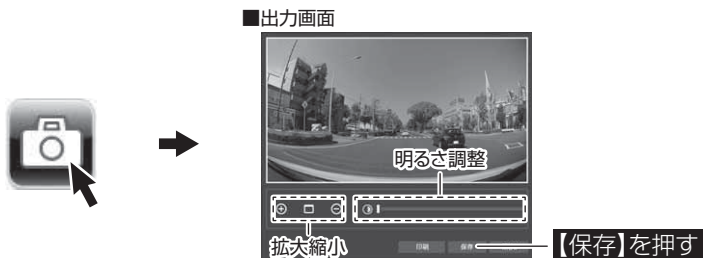 ■出力画面
明るさ調整
拡大縮小
印刷
保存
【保存】を押す